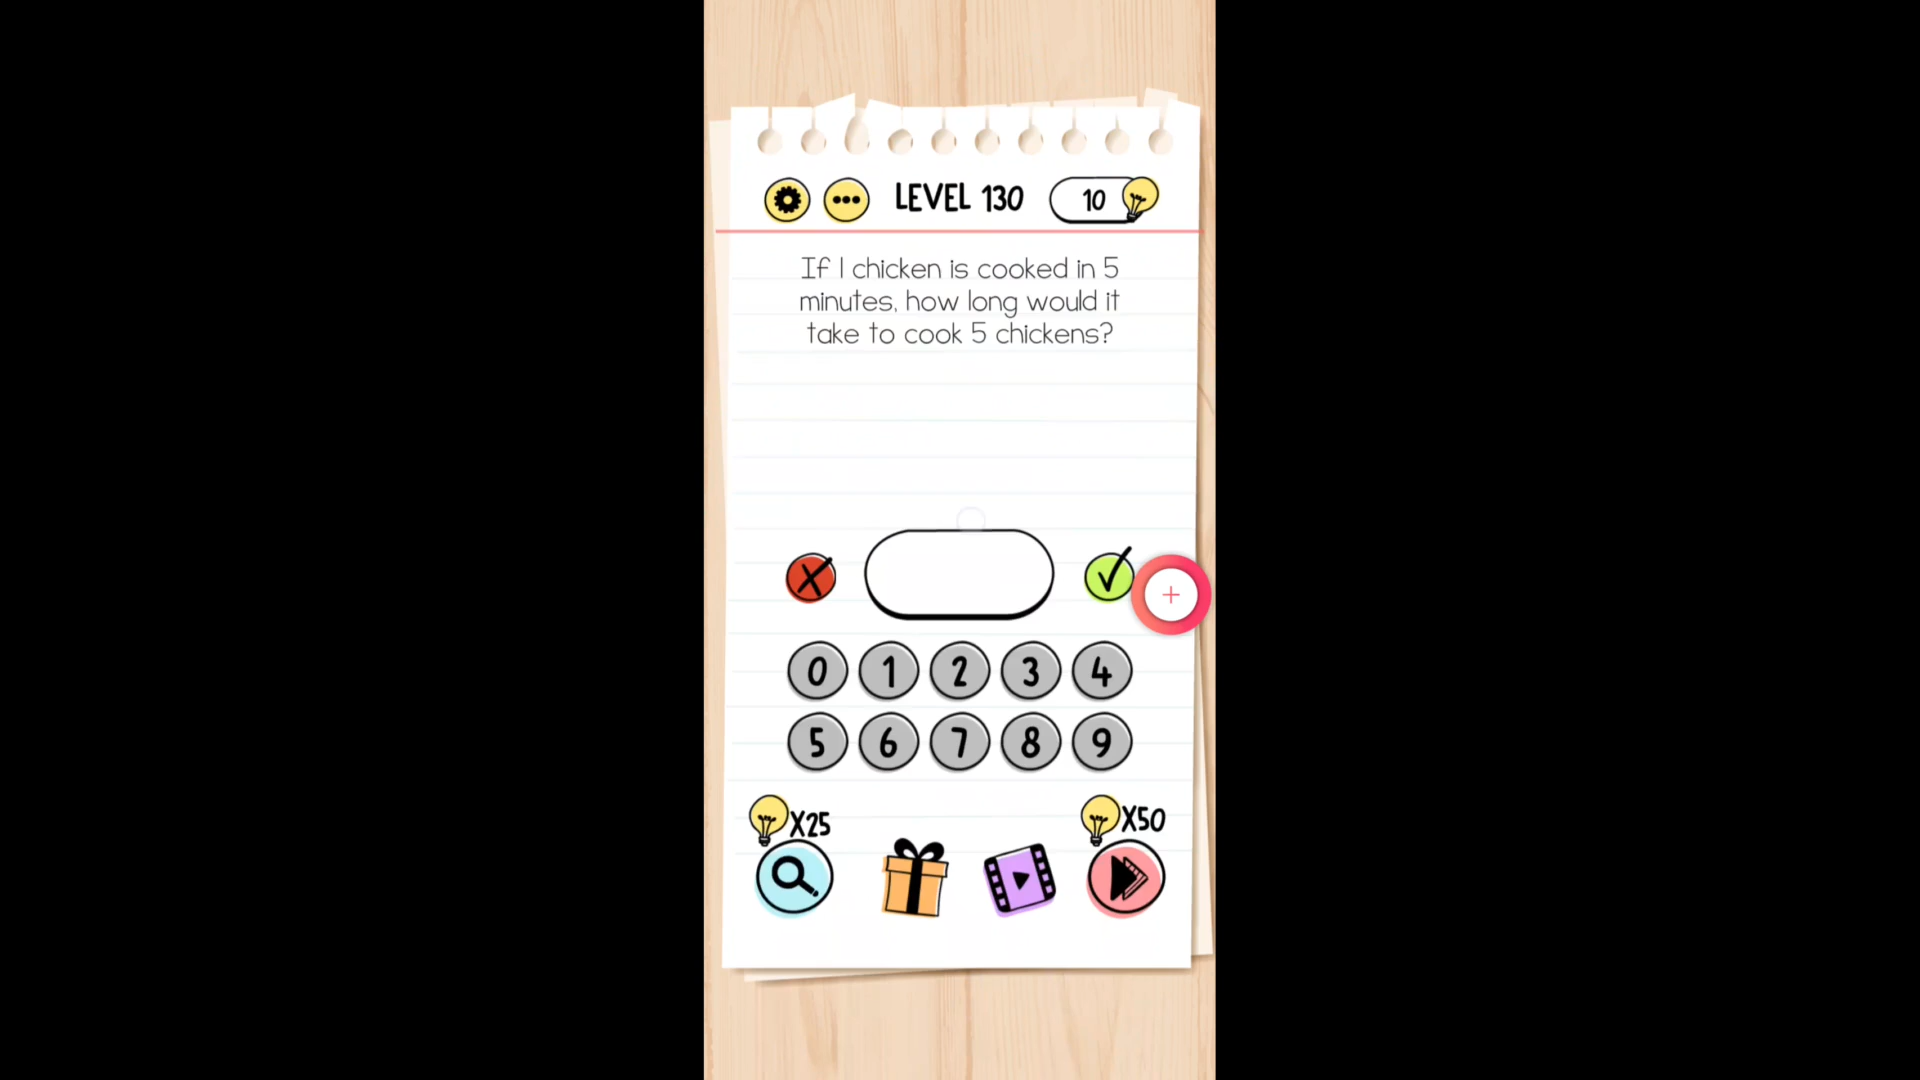 LEVEL 130
10
If 1 chicken is cooked in 5
minutes, how long would it
take to cook 5 chickens?
0 1 2 3 4
5 6 7 8 9
X25
X50